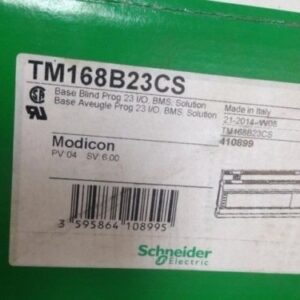 TM168B23CS
Base Blind Prog 23 I/O, BMS, Solution
Base Aveugle Prog 23 I/O, BMS, Solution
Made in Italy
21-2014-W05
TM168B23CS
410899
Modicon
PV:04 SV:6.00
3 595864 108995
Schneider
Electric